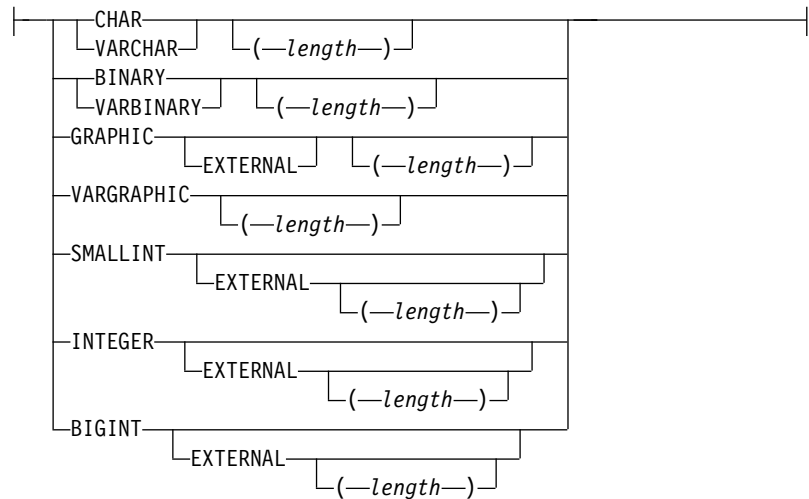 CHAR
VARCHAR (length)
BINARY
VARBINARY (length)
GRAPHIC
EXTERNAL (length)
VARGRAPHIC
(length)
SMALLINT
EXTERNAL
(length)
INTEGER
EXTERNAL
(length)
BIGINT
EXTERNAL
(length)